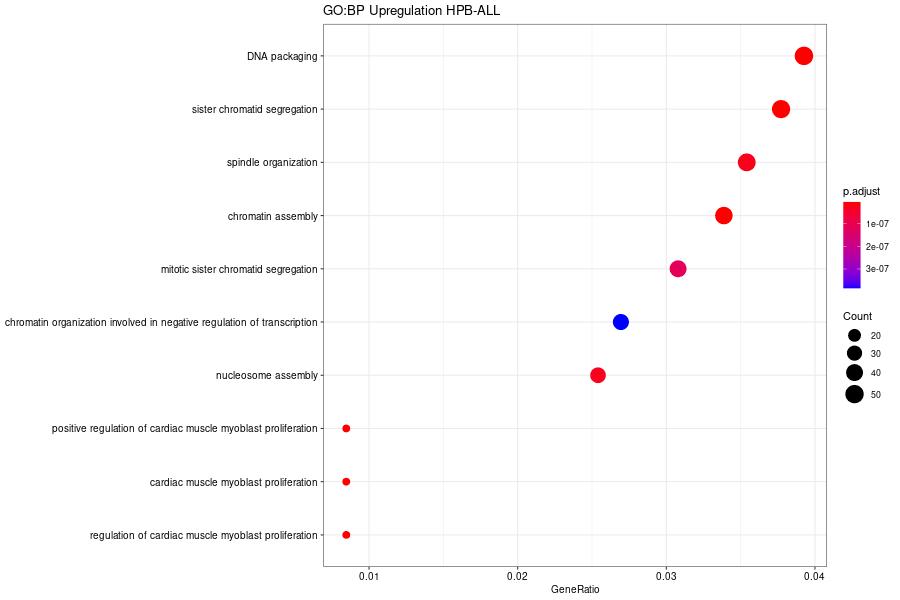 GO:BP Upregulation HPB-ALL
DNA packaging
sister chromatid segregation
spindle organization
chromatin assembly
mitotic sister chromatid segregation
chromatin organization involved in negative regulation of transcription
nucleosome assembly
positive regulation of cardiac muscle myoblast proliferation
cardiac muscle myoblast proliferation
regulation of cardiac muscle myoblast proliferation
0.01
0.02
0.03
0.04
GeneRatio
p.adjust
1e-07
2e-07
3e-07
Count
20
30
40
50